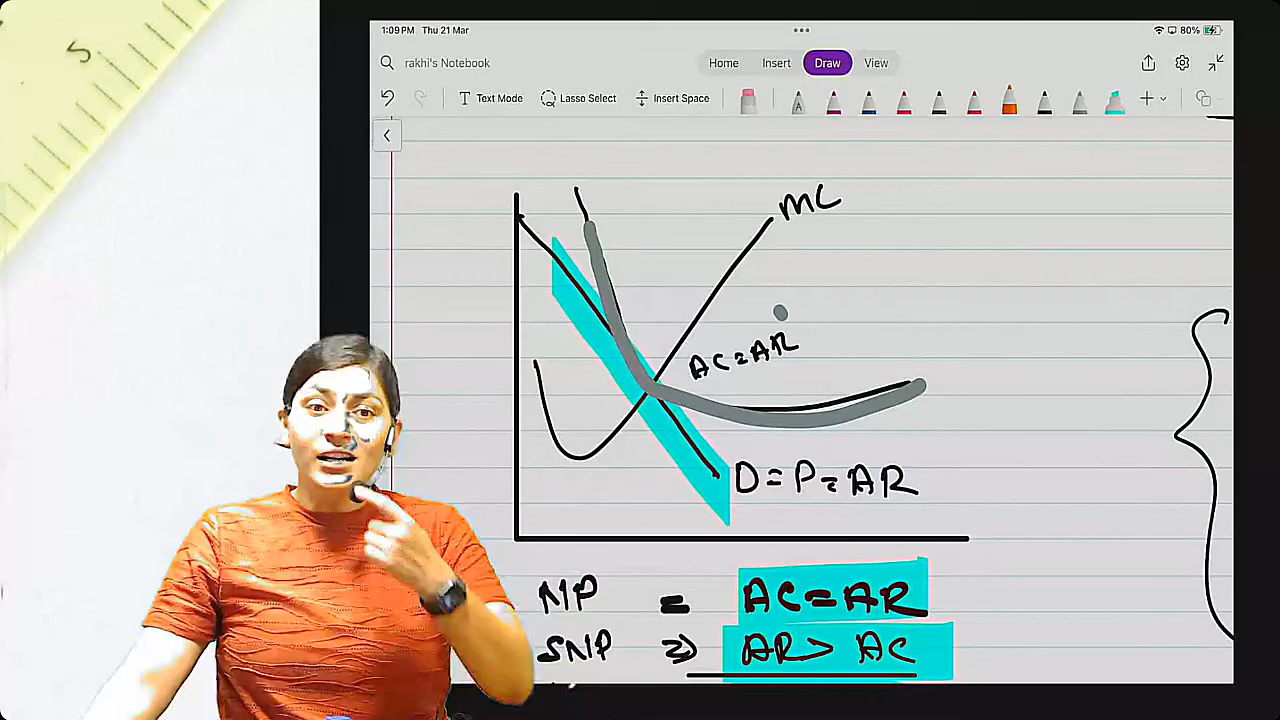 5
1:09 PM Thu 21 Mar
80%
rakhi's Notebook
Home Insert Draw View
Text Mode Lasso Select Insert Space
A
MC
AC=AR
D=P=AR
NP = AC=AR
SNP ⇒ AR> AC